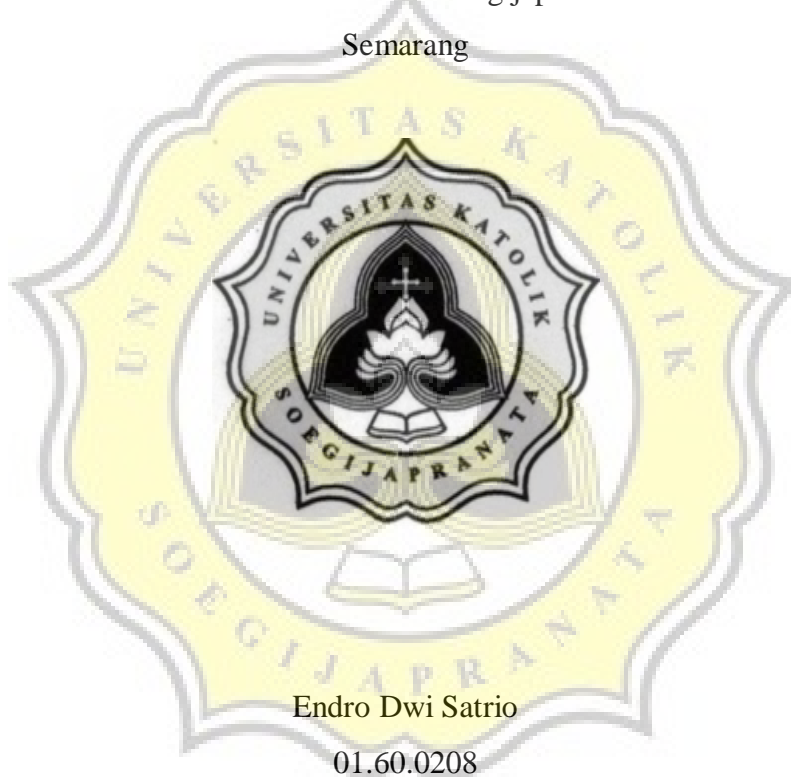 Semarang
UNIVERSITAS KATOLIK
SOEGIJAPRANATA
UNIVERSITAS KATOLIK
SOEGIJAPRANATA
Endro Dwi Satrio
01.60.0208